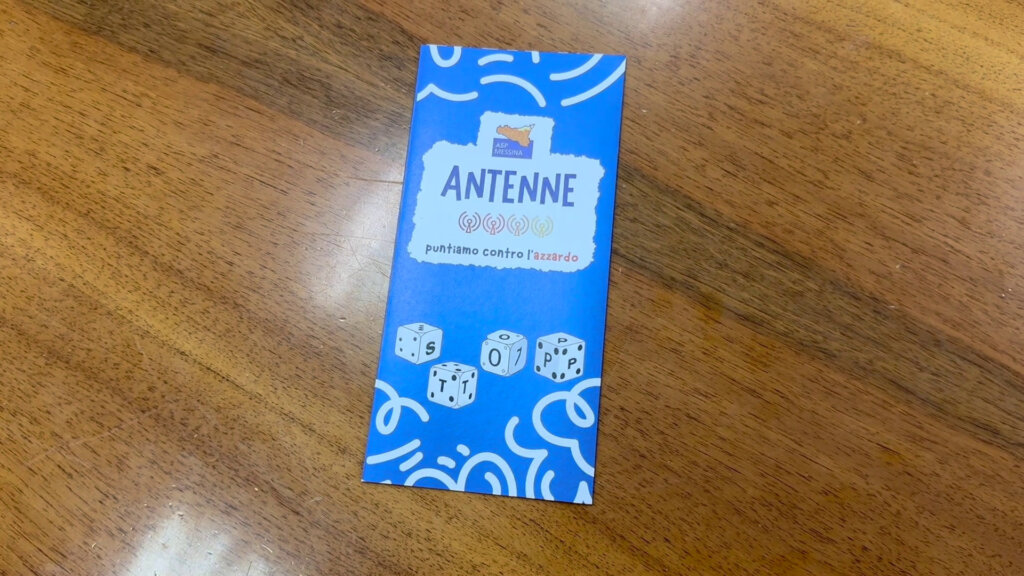 ASP
MESSINA
ANTENNE
puntiamo contro l'azzardo
S T O P